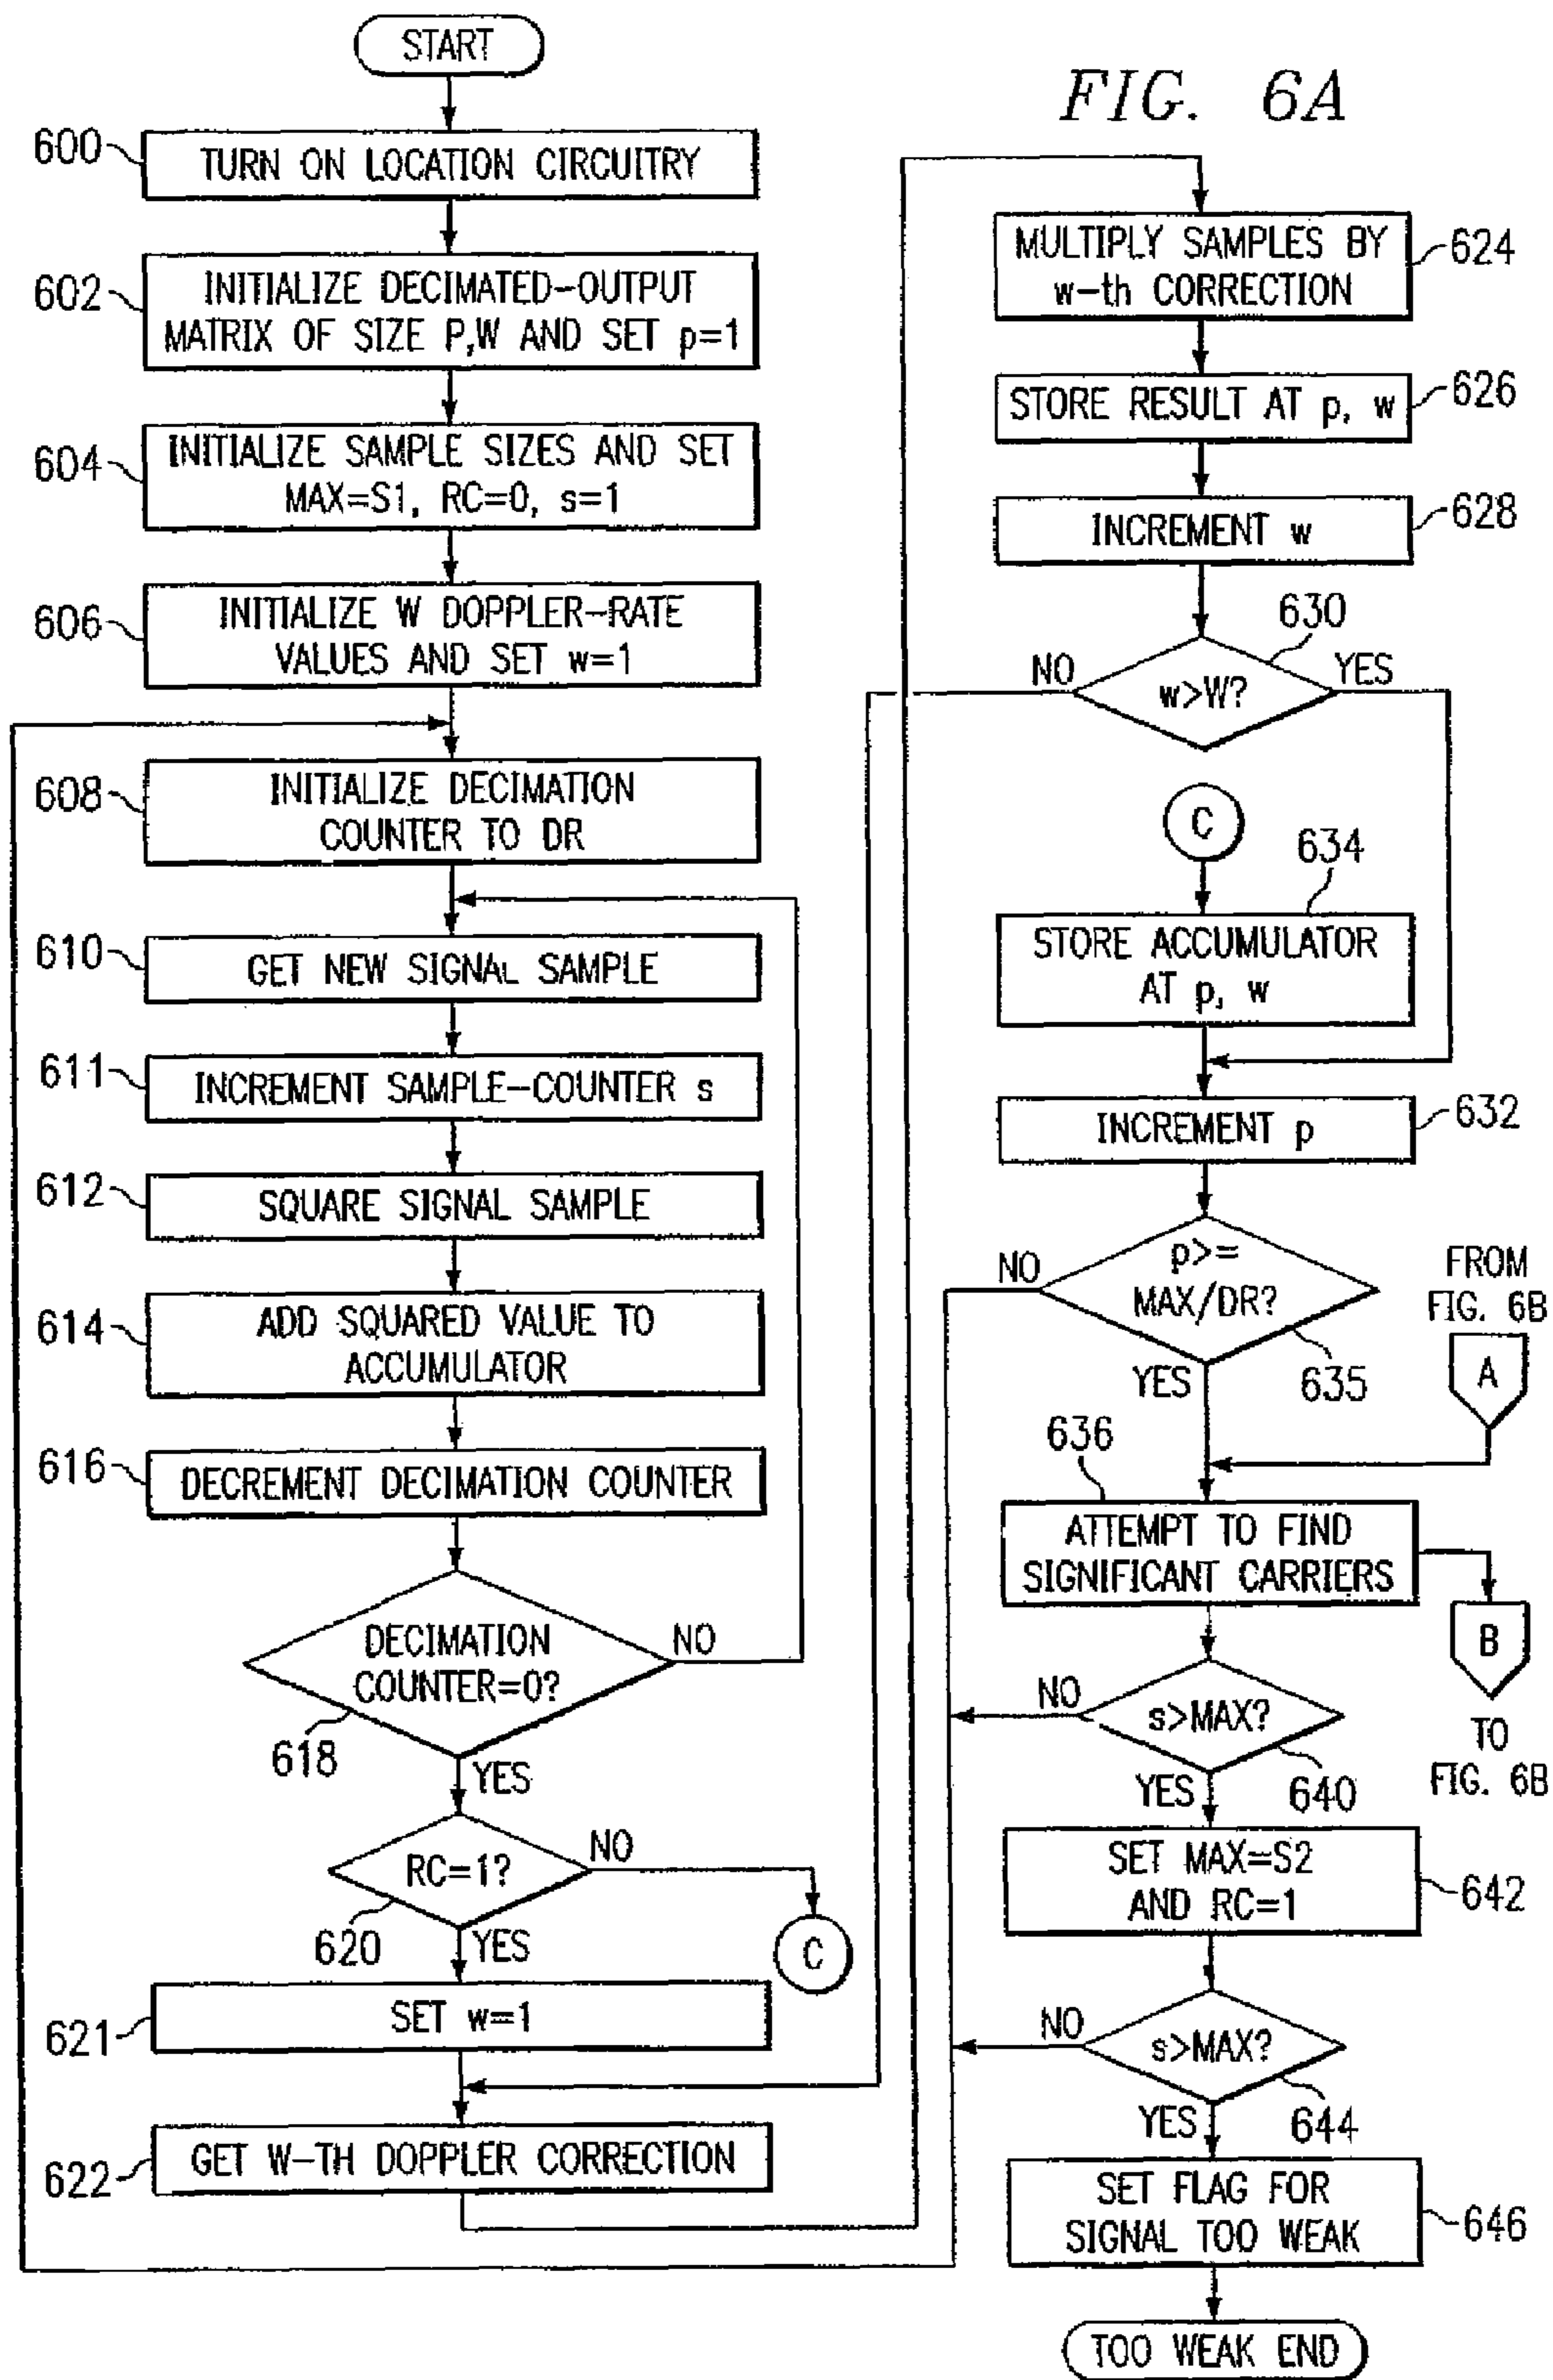 FIG. 6A
START
600
TURN ON LOCATION CIRCUITRY
602
INITIALIZE DECIMATED-OUTPUT
MATRIX OF SIZE P,W AND SET p=1
604
INITIALIZE SAMPLE SIZES AND SET
MAX=S1, RC=0, s=1
606
INITIALIZE W DOPPLER-RATE
VALUES AND SET w=1
608
INITIALIZE DECIMATION
COUNTER TO DR
610
GET NEW SIGNAL SAMPLE
611
INCREMENT SAMPLE-COUNTER s
612
SQUARE SIGNAL SAMPLE
614
ADD SQUARED VALUE TO
ACCUMULATOR
616
DECREMENT DECIMATION COUNTER
DECIMATION
COUNTER=0?
NO
618
YES
RC=1?
NO
620
YES
C
621
SET w=1
622
GET W-TH DOPPLER CORRECTION
MULTIPLY SAMPLES BY
w-th CORRECTION
624
STORE RESULT AT p, w
626
INCREMENT w
628
630
NO
w>W?
YES
C
634
STORE ACCUMULATOR
AT p, w
INCREMENT p
632
NO
p>=
MAX/DR?
635
YES
FROM
FIG. 6B
A
636
ATTEMPT TO FIND
SIGNIFICANT CARRIERS
B
TO
FIG. 6B
NO
s>MAX?
640
YES
SET MAX=S2
AND RC=1
642
NO
s>MAX?
644
YES
SET FLAG FOR
SIGNAL TOO WEAK
646
TOO WEAK END